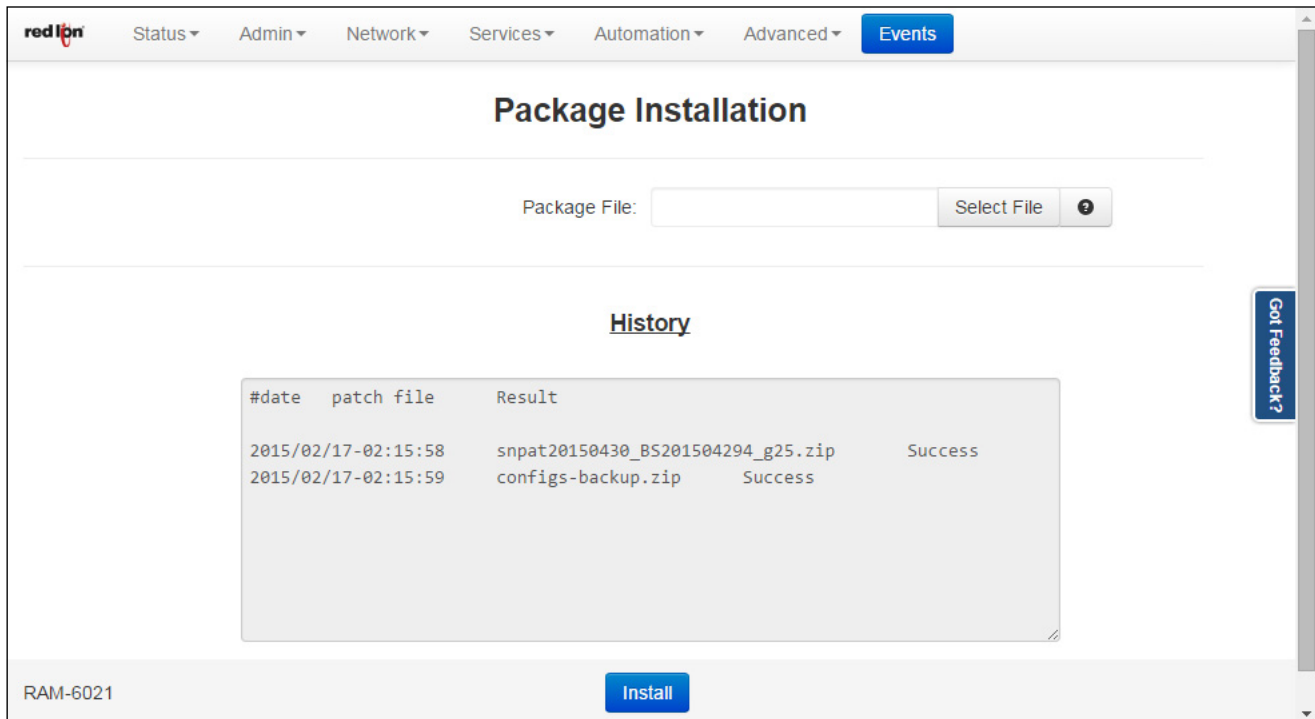 red lion Status Admin Network Services Automation Advanced Events
Package Installation
Package File: Select File
History
#date patch file Result
2015/02/17-02:15:58 snpat20150430_BS201504294_g25.zip Success
2015/02/17-02:15:59 configs-backup.zip Success
Got Feedback?
RAM-6021 Install